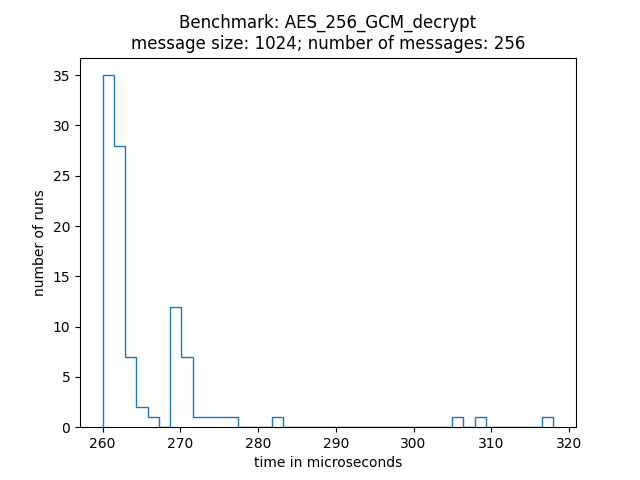 Benchmark: AES_256_GCM_decrypt
message size: 1024; number of messages: 256
number of runs
35
30
25
20
15
10
5
0
260 270 280 290 300 310 320
time in microseconds